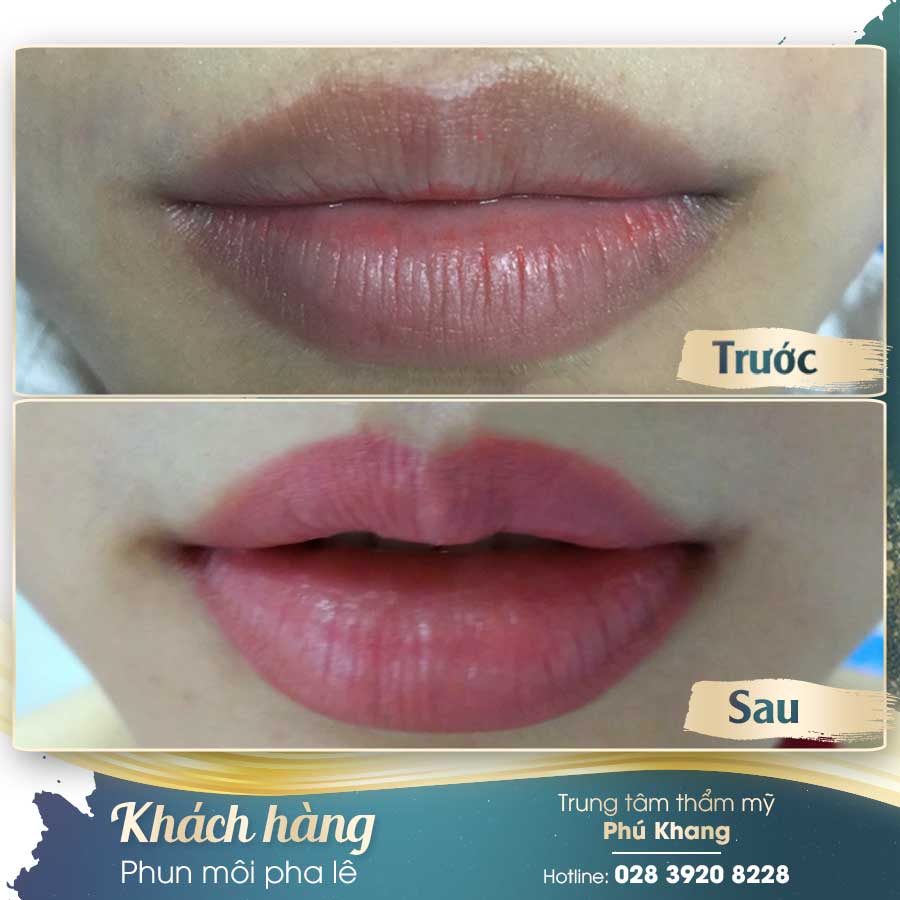 Trước
Sau
Khách hàng
Phun môi pha lê
Trung tâm thẩm mỹ
Phú Khang
Hotline: 028 3920 8228